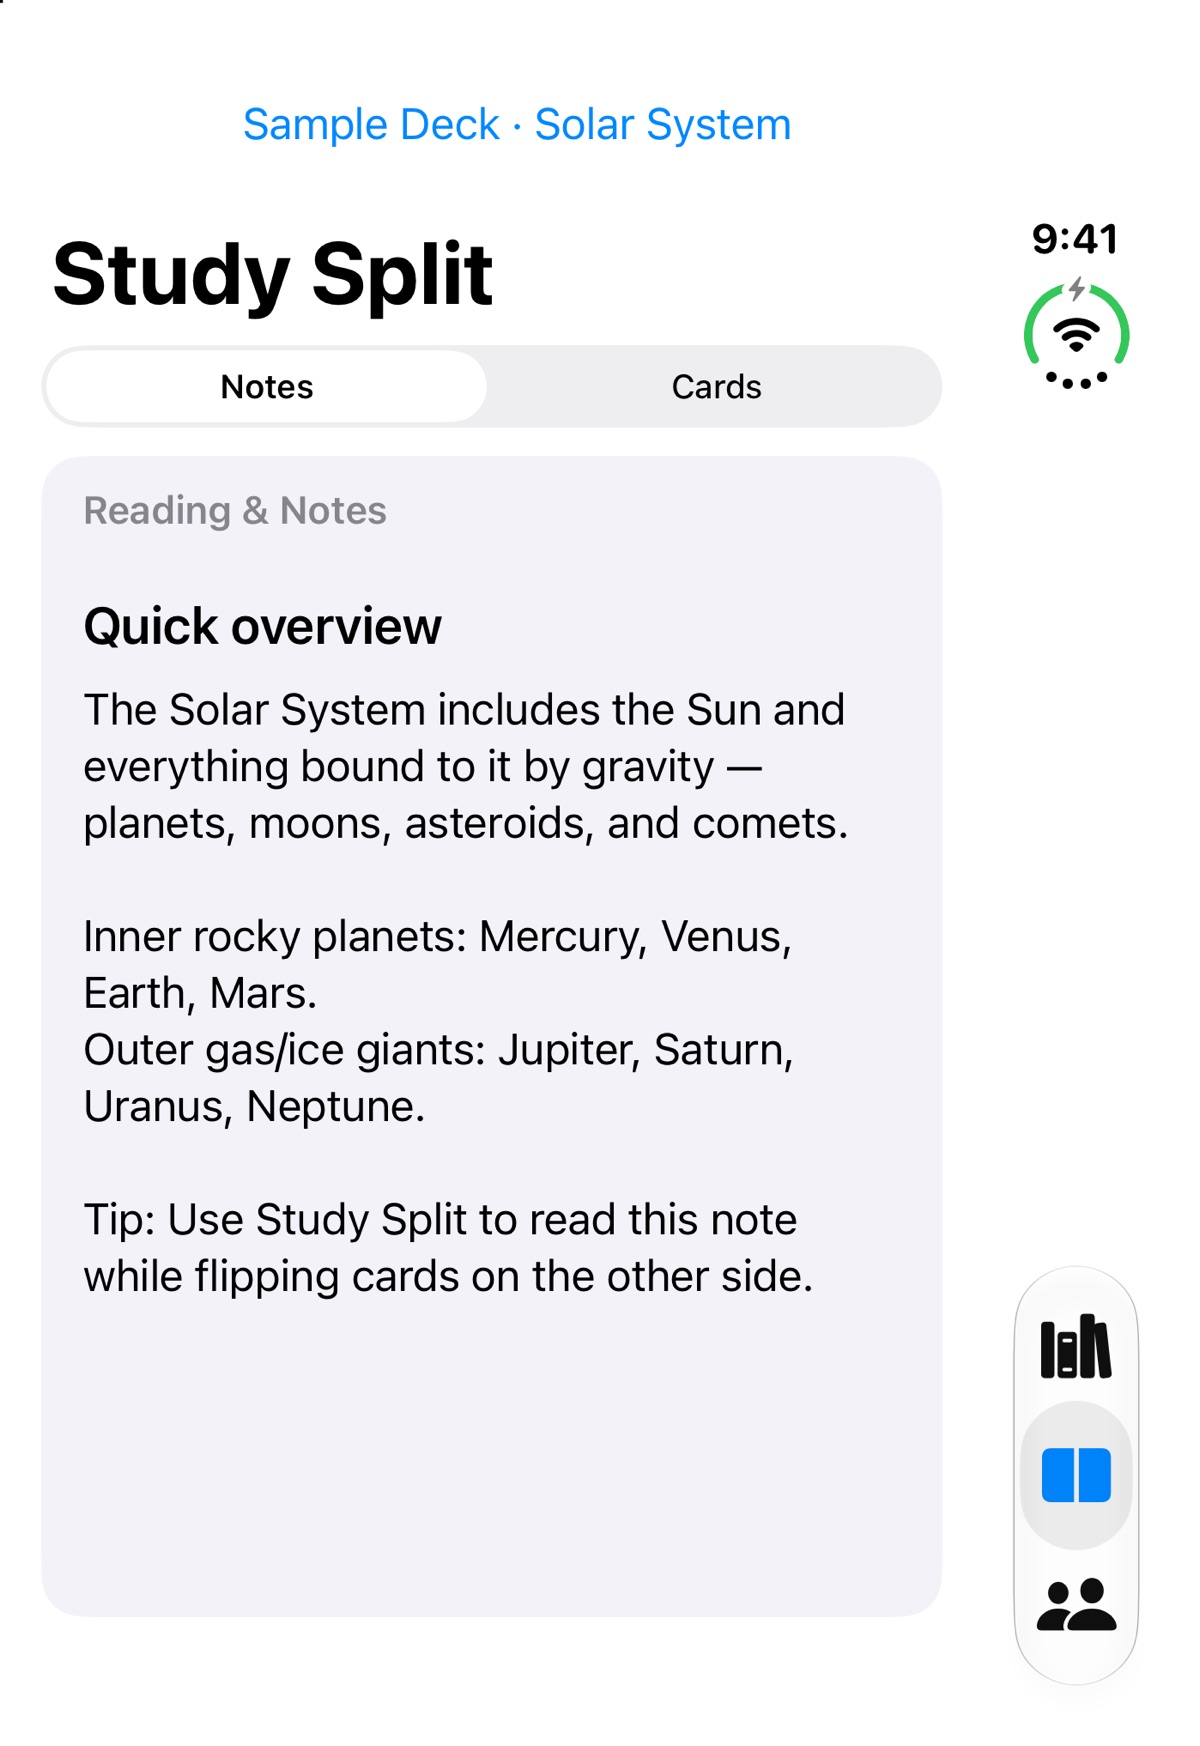 Sample Deck · Solar System
Study Split
9:41
Notes
Cards
Reading & Notes
Quick overview
The Solar System includes the Sun and
everything bound to it by gravity —
planets, moons, asteroids, and comets.
Inner rocky planets: Mercury, Venus,
Earth, Mars.
Outer gas/ice giants: Jupiter, Saturn,
Uranus, Neptune.
Tip: Use Study Split to read this note
while flipping cards on the other side.